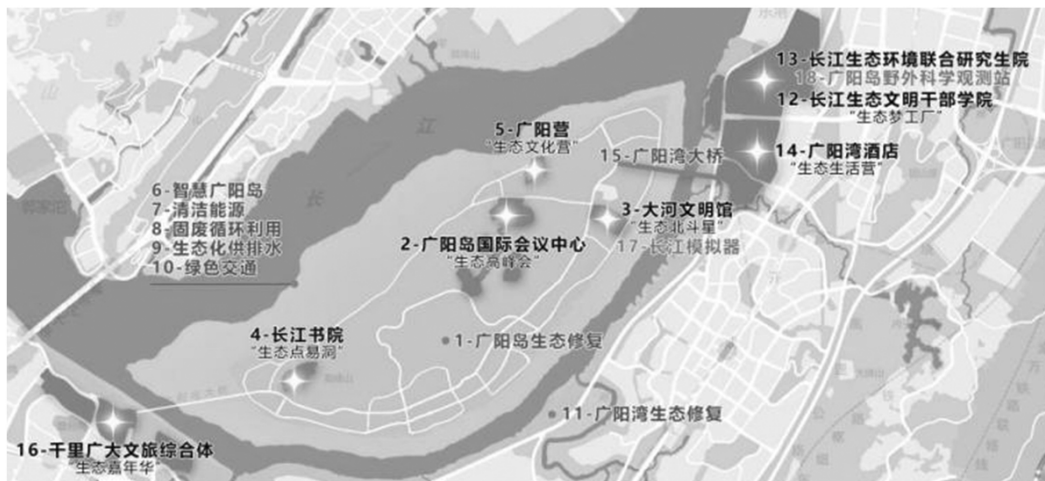 13-长江生态环境联合研究生院
18-广阳岛野外科学观测站
12-长江生态文明干部学院
"生态梦工厂"
5-广阳营
"生态文化营"
15-广阳湾大桥
14-广阳湾酒店
"生态生活营"
江
长
6-智慧广阳岛
7-清洁能源
8-固废循环利用
9-生态化供排水
10-绿色交通
3-大河文明馆
"生态北斗星"
17-长江模拟器
2-广阳岛国际会议中心
"生态高峰会"
4-长江书院
"生态点易洞"
1-广阳岛生态修复
11-广阳湾生态修复
16-千里广大文旅综合体
"生态嘉年华"